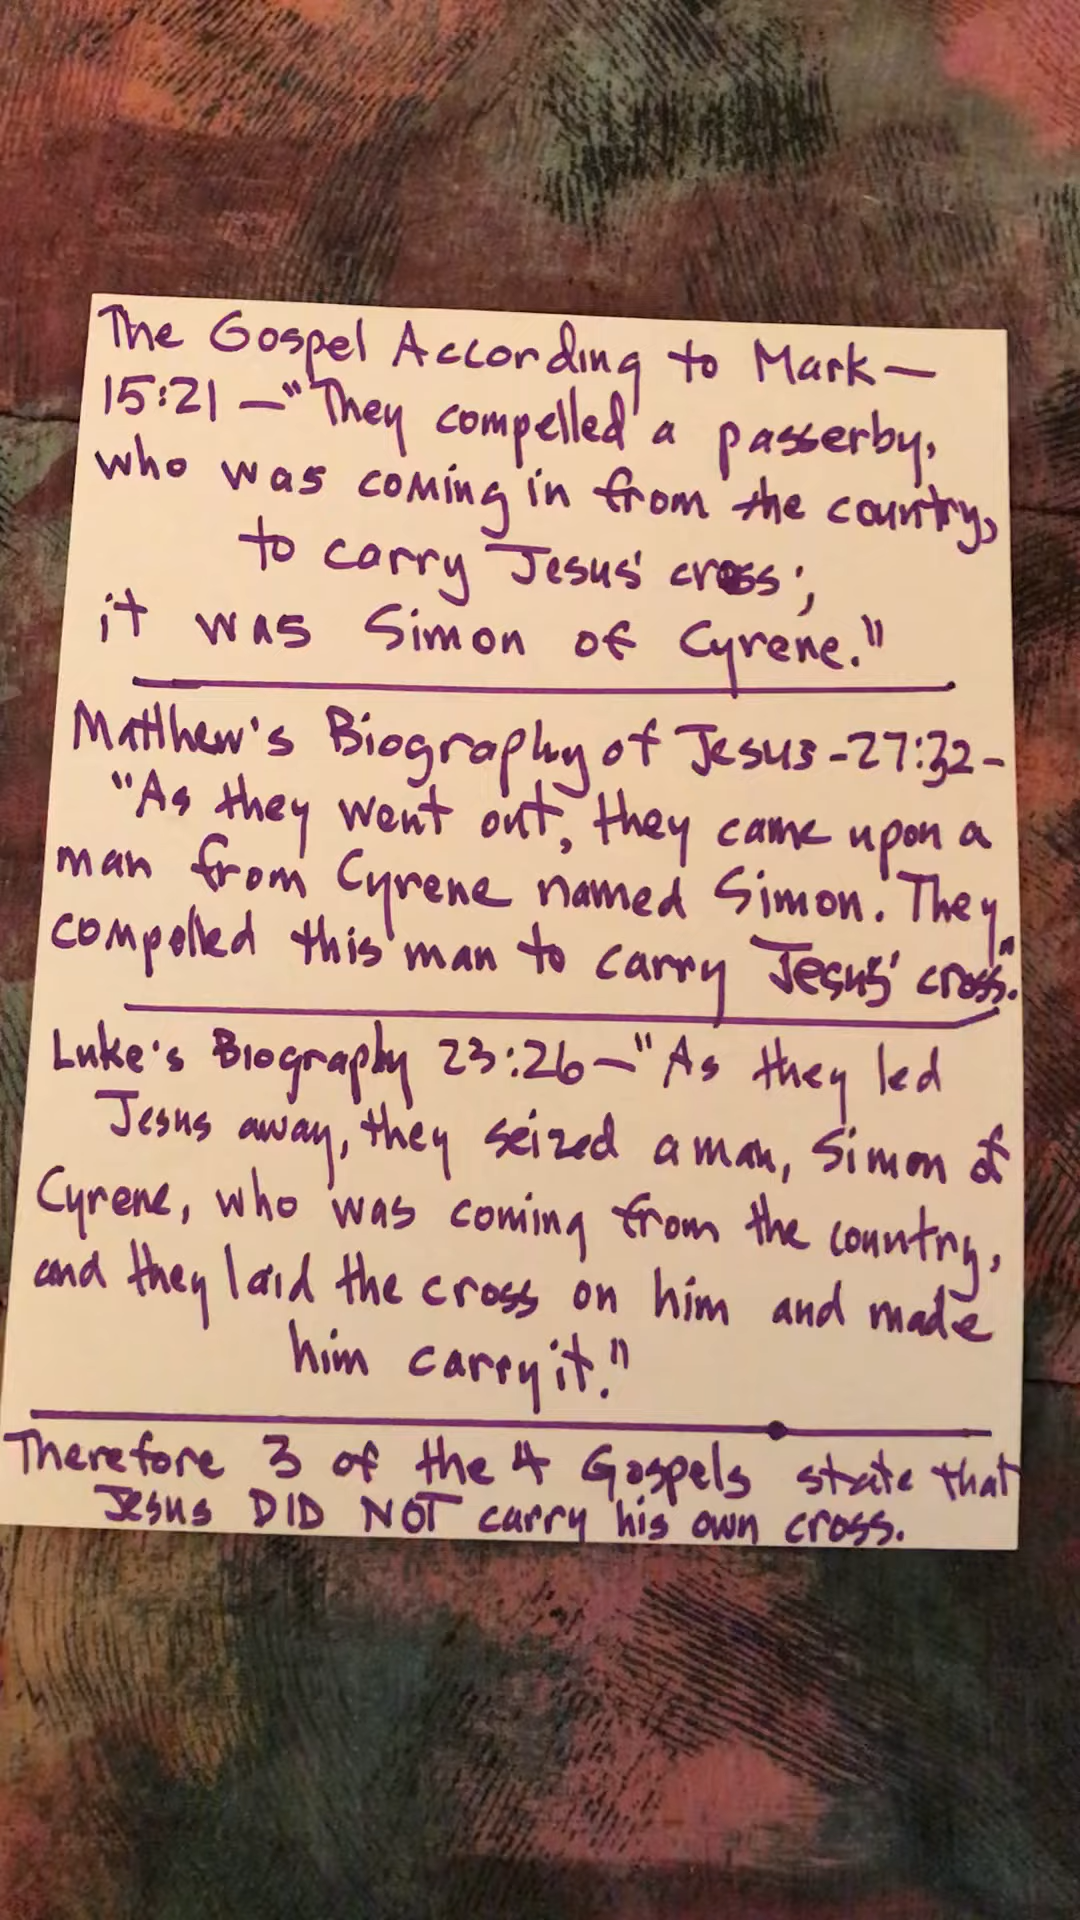 The Gospel According to Mark—
15:21 —"They compelled a passerby,
who was coming in from the country,
to carry Jesus' cross;
it was Simon of Cyrene."
Matthew's Biography of Jesus-27:32-
"As they went out, they came upon a
man from Cyrene named Simon. They
compelled this man to carry Jesus' cross."
Luke's Biography 23:26—"As they led
Jesus away, they seized a man, Simon of
Cyrene, who was coming from the country,
and they laid the cross on him and made
him carry it."
Therefore 3 of the 4 Gospels state that
Jesus DID NOT carry his own cross.